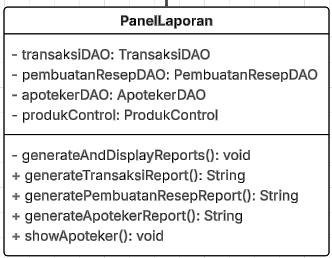 PanelLaporan
- transaksiDAO: TransaksiDAO
- pembuatanResepDAO: PembuatanResepDAO
- apotekerDAO: ApotekerDAO
- produkControl: ProdukControl
- generateAndDisplayReports(): void
+ generateTransaksiReport(): String
+ generatePembuatanResepReport(): String
+ generateApotekerReport(): String
+ showApoteker(): void